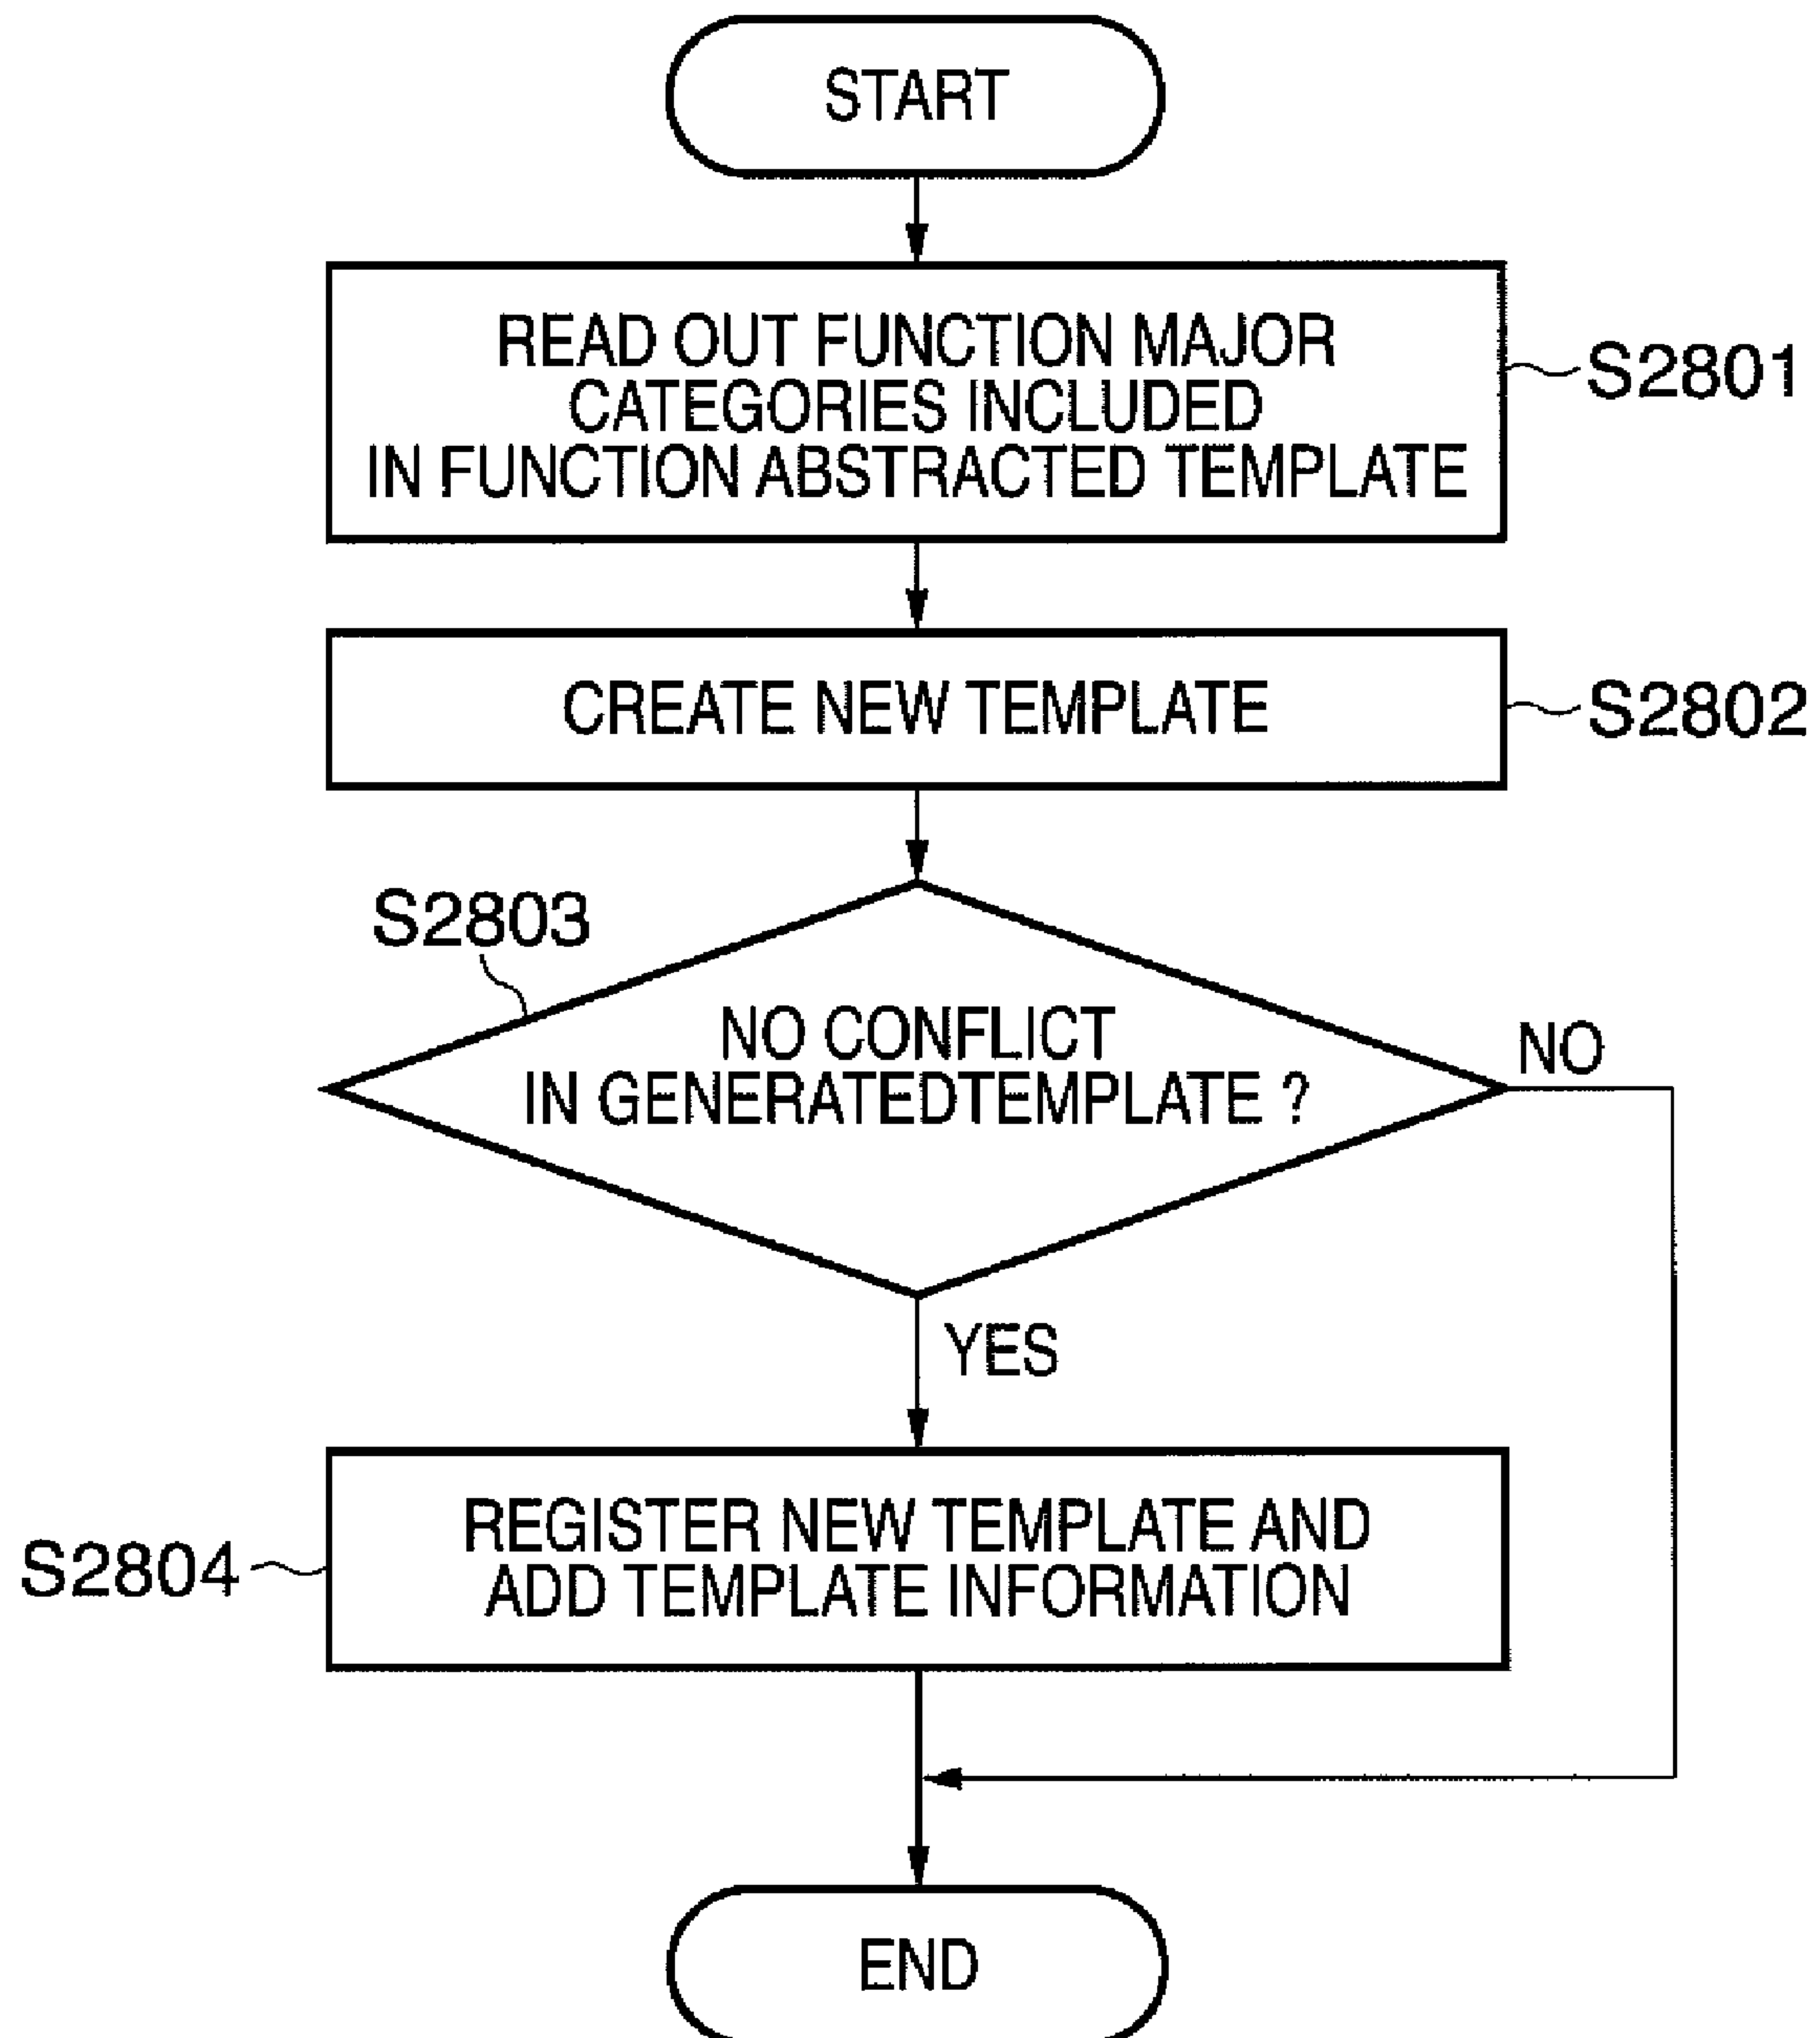 START
READ OUT FUNCTION MAJOR
CATEGORIES INCLUDED
IN FUNCTION ABSTRACTED TEMPLATE
S2801
CREATE NEW TEMPLATE
S2802
S2803
NO CONFLICT
IN GENERATEDTEMPLATE ?
NO
YES
REGISTER NEW TEMPLATE AND
ADD TEMPLATE INFORMATION
S2804
END